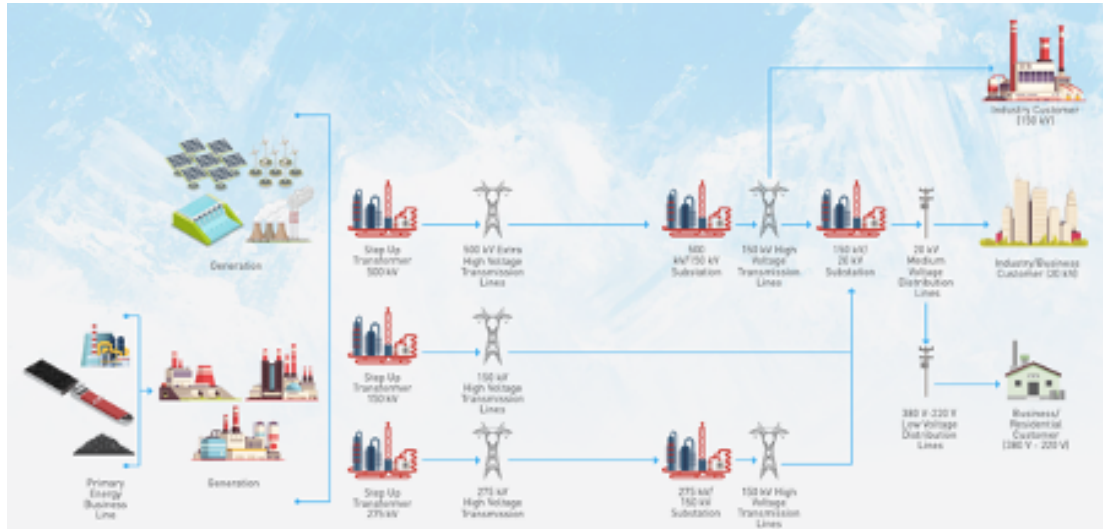 Industry Customer
(150 kV)
Generation
Step Up
Transformer
500 kV
500 kV Extra
High Voltage
Transmission
Lines
500
kV/150 kV
Substation
150 kV High
Voltage
Transmission
Lines
150 kV/
20 kV
Substation
20 kV
Medium
Voltage
Distribution
Lines
Industry/Business
Customer (20 kV)
Step Up
Transformer
150 kV
150 kV
High Voltage
Transmission
Lines
380 V-220 V
Low Voltage
Distribution
Lines
Business/
Residential
Customer
(380 V - 220 V)
Primary
Energy
Business
Line
Generation
Step Up
Transformer
275 kV
275 kV
High Voltage
Transmission
275 kV/
150 kV
Substation
150 kV High
Voltage
Transmission
Lines